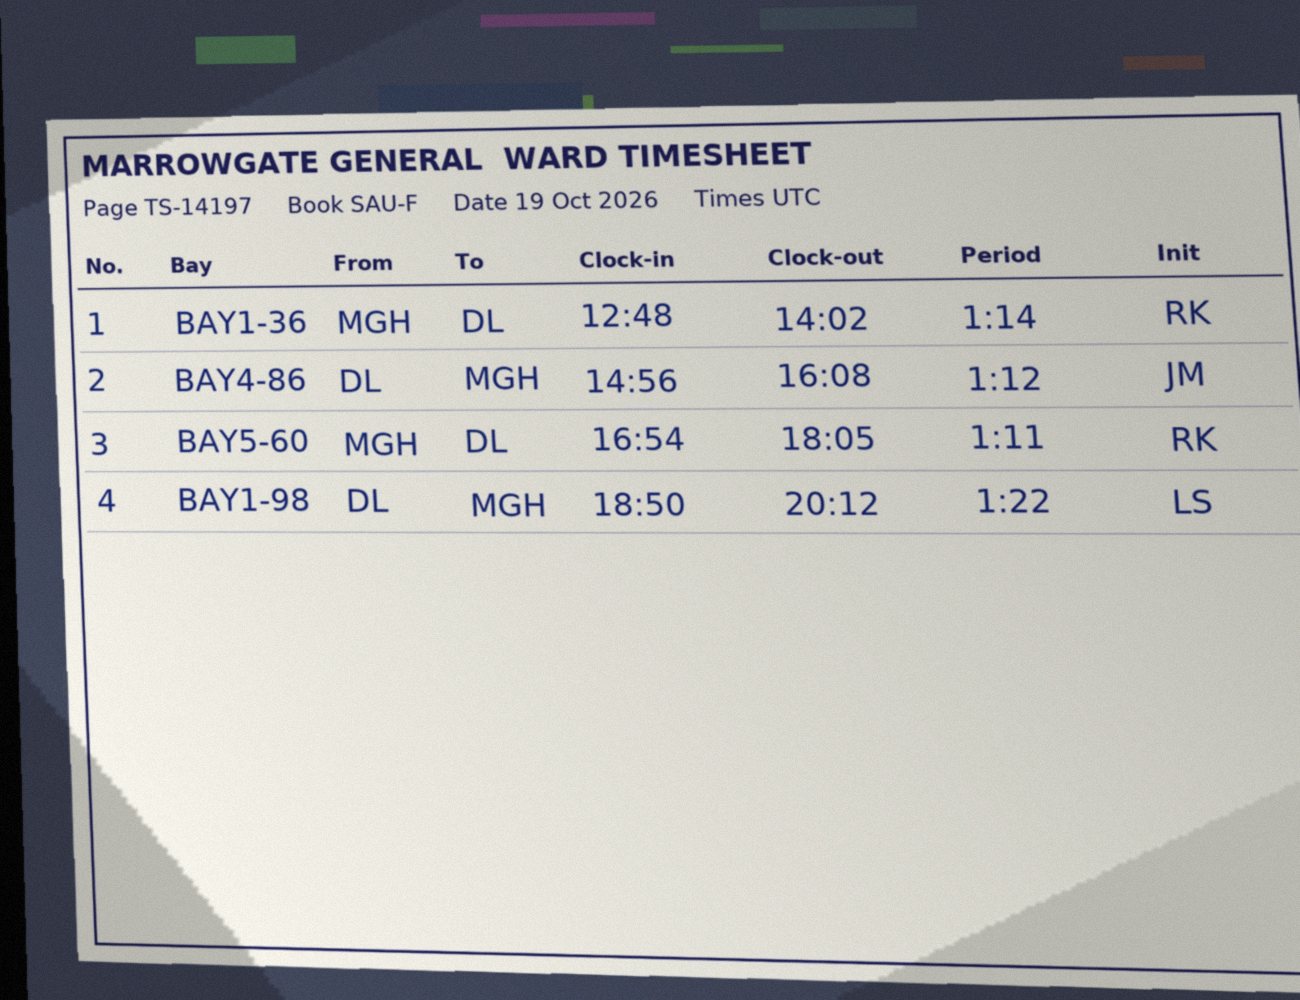 MARROWGATE GENERAL WARD TIMESHEET
Page TS-14197 Book SAU-F Date 19 Oct 2026 Times UTC
No. Bay From To Clock-in Clock-out Period Init
1 BAY1-36 MGH DL 12:48 14:02 1:14 RK
2 BAY4-86 DL MGH 14:56 16:08 1:12 JM
3 BAY5-60 MGH DL 16:54 18:05 1:11 RK
4 BAY1-98 DL MGH 18:50 20:12 1:22 LS